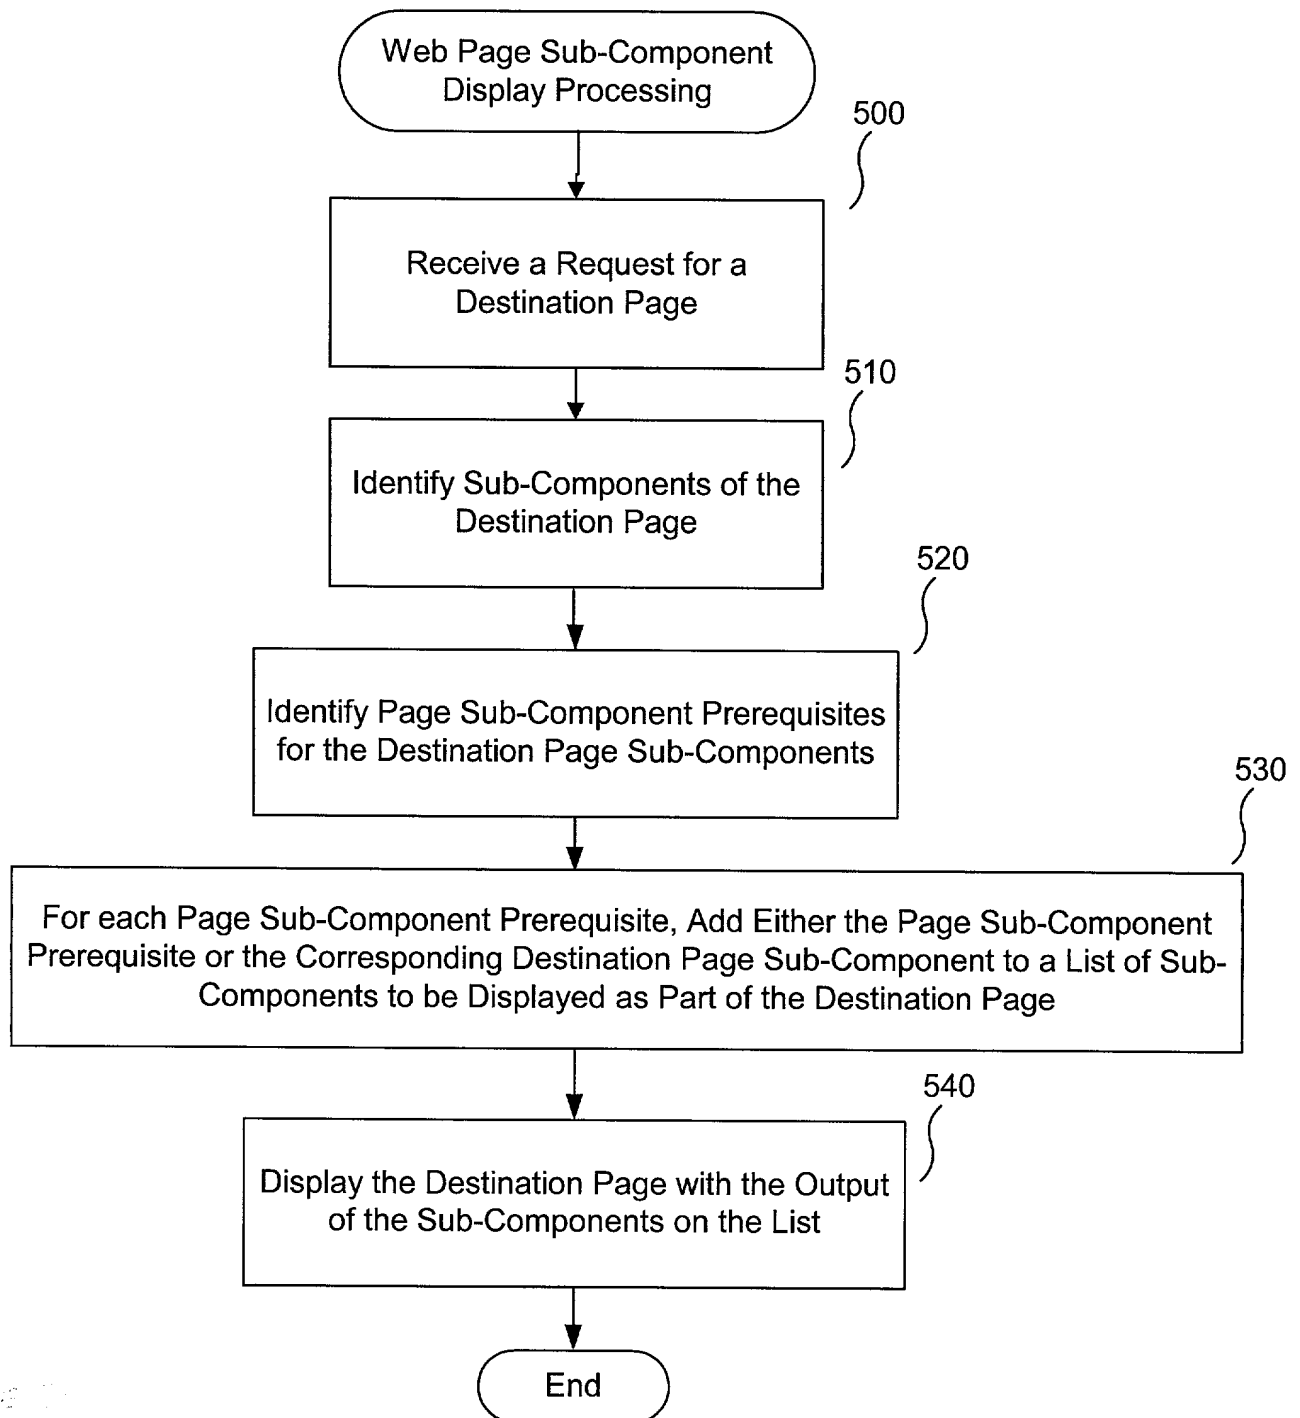 Web Page Sub-Component
Display Processing
500
Receive a Request for a
Destination Page
510
Identify Sub-Components of the
Destination Page
520
Identify Page Sub-Component Prerequisites
for the Destination Page Sub-Components
530
For each Page Sub-Component Prerequisite, Add Either the Page Sub-Component
Prerequisite or the Corresponding Destination Page Sub-Component to a List of Sub-
Components to be Displayed as Part of the Destination Page
540
Display the Destination Page with the Output
of the Sub-Components on the List
End